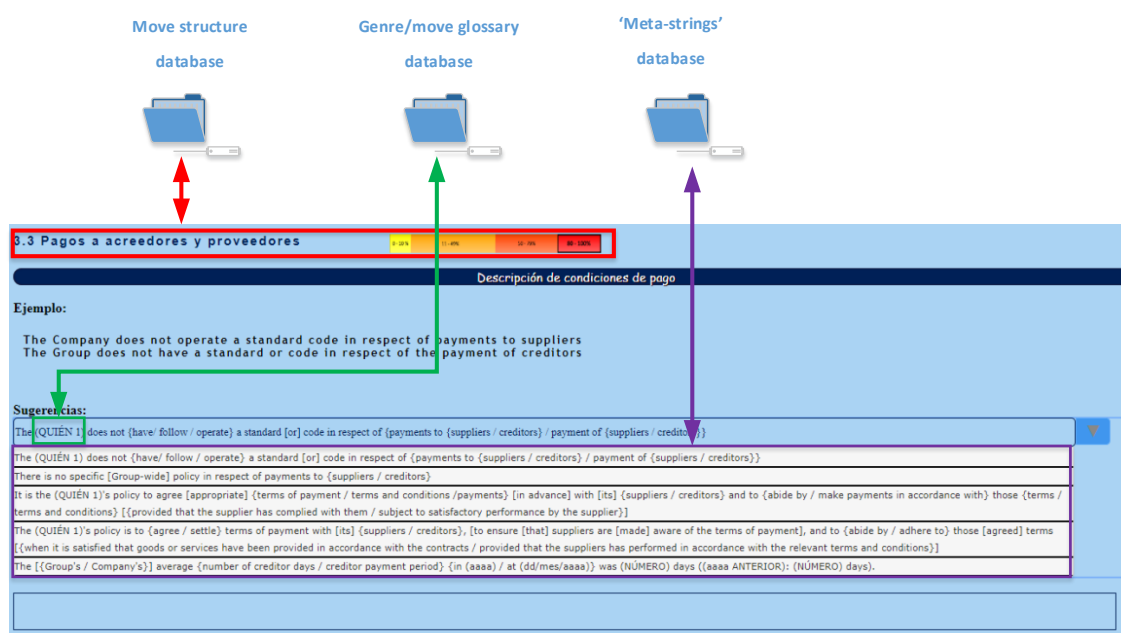 Move structure Genre/move glossary ‘Meta-strings’
database database database
3.3 Pagos a acreedores y proveedores
Descripción de condiciones de pago
Ejemplo:
The Company does not operate a standard code in respect of payments to suppliers
The Group does not have a standard or code in respect of the payment of creditors
Sugerencias:
The (QUIÉN 1) does not {have/ follow / operate} a standard [or] code in respect of {payments to {suppliers / creditors} / payment of {suppliers / creditors}}
The (QUIÉN 1) does not {have/ follow / operate} a standard [or] code in respect of {payments to {suppliers / creditors} / payment of {suppliers / creditors}}
There is no specific [Group-wide] policy in respect of payments to {suppliers / creditors}
It is the (QUIÉN 1)'s policy to agree [appropriate] {terms of payment / terms and conditions /payments} [in advance] with [its] {suppliers / creditors} and to {abide by / make payments in accordance with} those {terms /
terms and conditions} [{provided that the supplier has complied with them / subject to satisfactory performance by the supplier}]
The (QUIÉN 1)'s policy is to {agree / settle} terms of payment with [its] {suppliers / creditors}, [to ensure [that] suppliers are [made] aware of the terms of payment], and to {abide by / adhere to} those [agreed] terms
[{when it is satisfied that goods or services have been provided in accordance with the contracts / provided that the suppliers has performed in accordance with the relevant terms and conditions}]
The [{Group's / Company's}] average {number of creditor days / creditor payment period} {in (aaaa) / at (dd/mes/aaaa)} was (NÚMERO) days ((aaaa ANTERIOR): (NÚMERO) days).